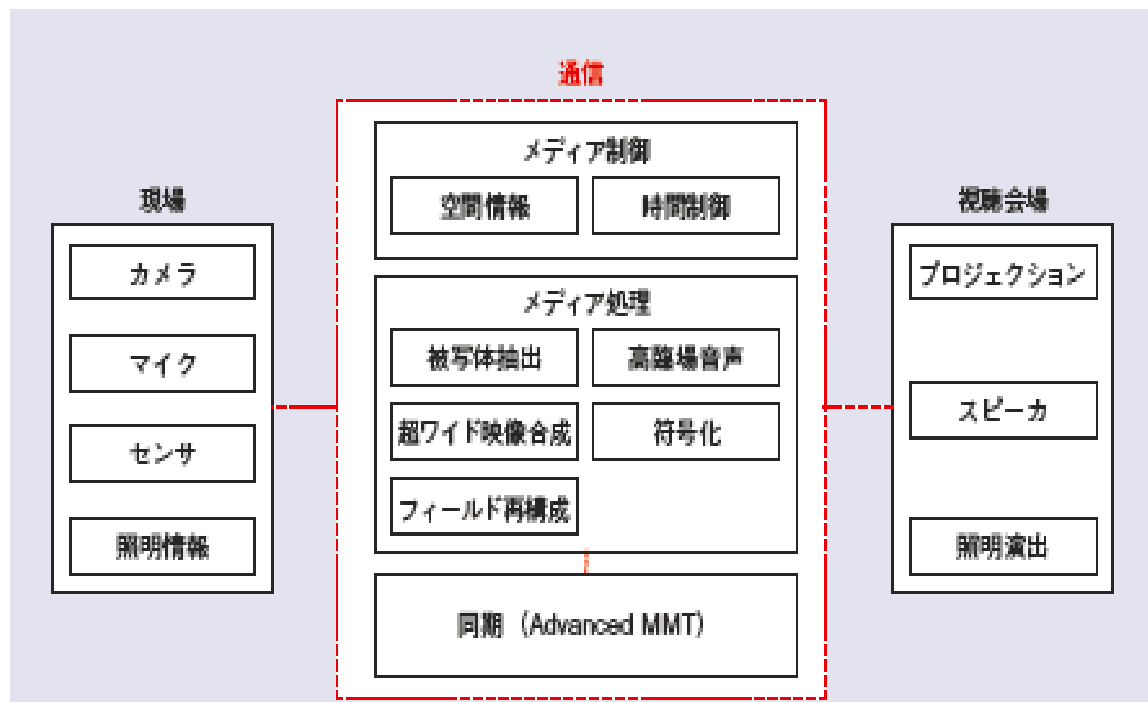 通信
現場
カメラ
マイク
センサ
照明情報
メディア制御
空間情報
時間制御
メディア処理
被写体抽出
高臨場音声
超ワイド映像合成
符号化
フィールド再構成
同期（Advanced MMT）
視聴会場
プロジェクション
スピーカ
照明演出